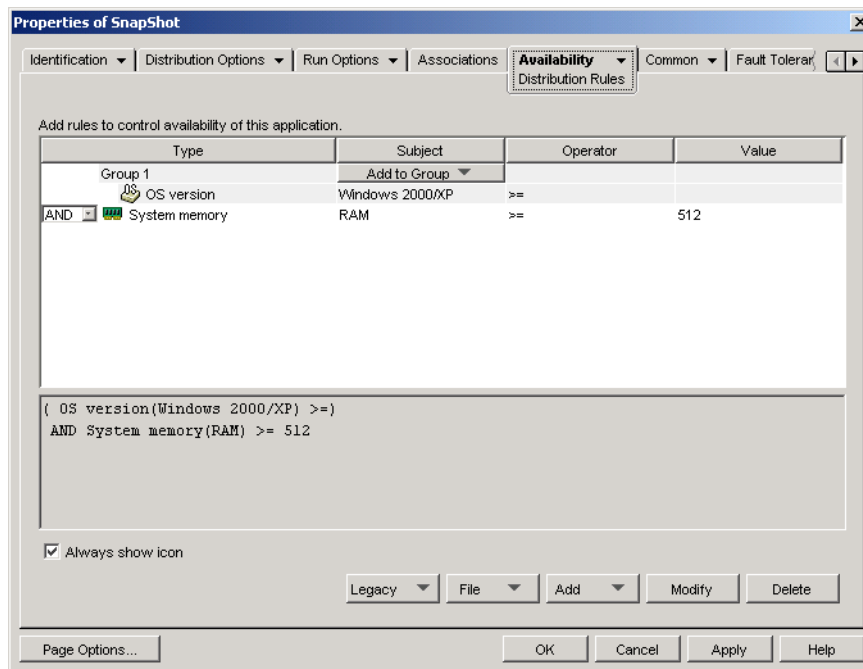 Properties of SnapShot
Identification Distribution Options Run Options Associations Availability Common Fault Toleran
Distribution Rules
Add rules to control availability of this application.
Type Subject Operator Value
Group 1 Add to Group
OS version Windows 2000/XP >=
AND System memory RAM >= 512
( OS version(Windows 2000/XP) >=)
AND System memory(RAM) >= 512
Always show icon
Legacy File Add Modify Delete
Page Options... OK Cancel Apply Help